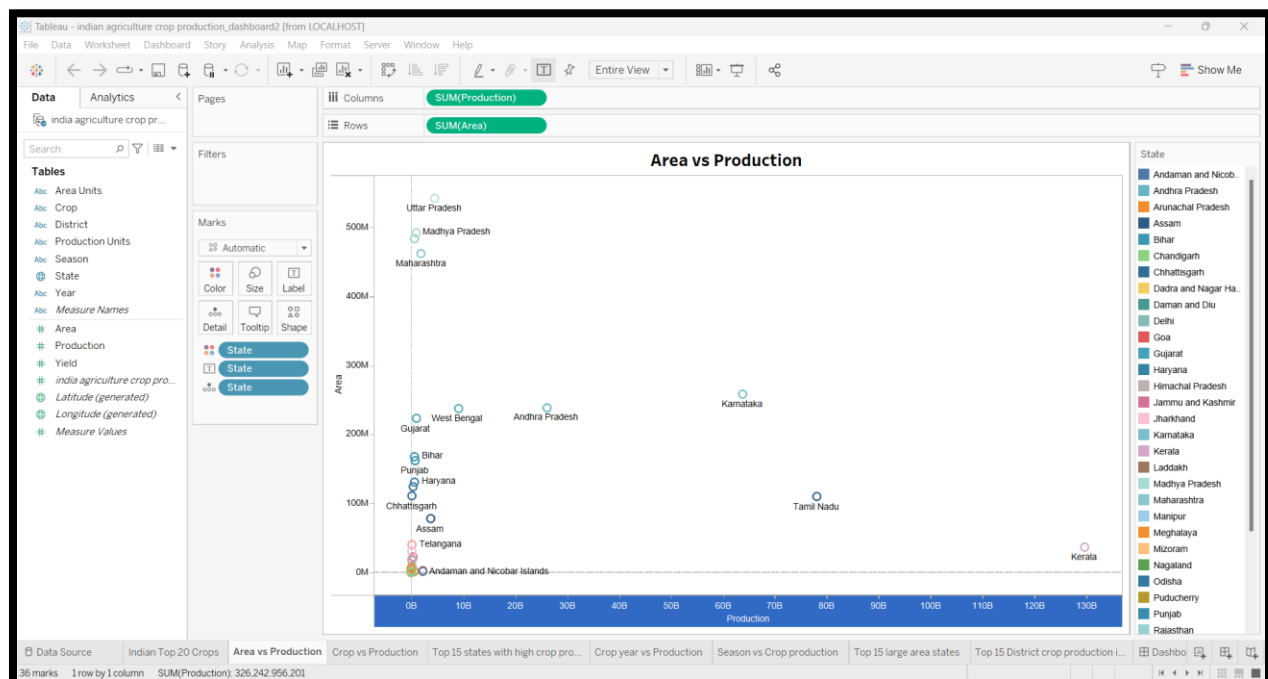 Tableau - indian agriculture crop production_dashboard2 [from LOCALHOST]
File Data Worksheet Dashboard Story Analysis Map Format Server Window Help
Entire View
Show Me
Data Analytics
india agriculture crop pr...
Search
Tables
Abc Area Units
Abc Crop
Abc District
Abc Production Units
Abc Season
State
Abc Year
Abc Measure Names
# Area
# Production
# Yield
# india agriculture crop pro...
Latitude (generated)
Longitude (generated)
# Measure Values
Pages
Filters
Marks
Automatic
Color Size Label
Detail Tooltip Shape
State
State
State
Columns SUM(Production)
Rows SUM(Area)
Area vs Production
Area
500M
400M
300M
200M
100M
0M
Uttar Pradesh
Madhya Pradesh
Maharashtra
Karnataka
West Bengal
Andhra Pradesh
Gujarat
Bihar
Punjab
Haryana
Chhattisgarh
Tamil Nadu
Assam
Telangana
Kerala
Andaman and Nicobar Islands
0B 10B 20B 30B 40B 50B 60B 70B 80B 90B 100B 110B 120B 130B
Production
State
Andaman and Nicob..
Andhra Pradesh
Arunachal Pradesh
Assam
Bihar
Chandigarh
Chhattisgarh
Dadra and Nagar Ha..
Daman and Diu
Delhi
Goa
Gujarat
Haryana
Himachal Pradesh
Jammu and Kashmir
Jharkhand
Karnataka
Kerala
Laddakh
Madhya Pradesh
Maharashtra
Manipur
Meghalaya
Mizoram
Nagaland
Odisha
Puducherry
Punjab
Rajasthan
Data Source Indian Top 20 Crops Area vs Production Crop vs Production Top 15 states with high crop pro... Crop year vs Production Season vs Crop production Top 15 large area states Top 15 District crop production i... Dashbo
36 marks 1 row by 1 column SUM(Production): 326,242,956,201